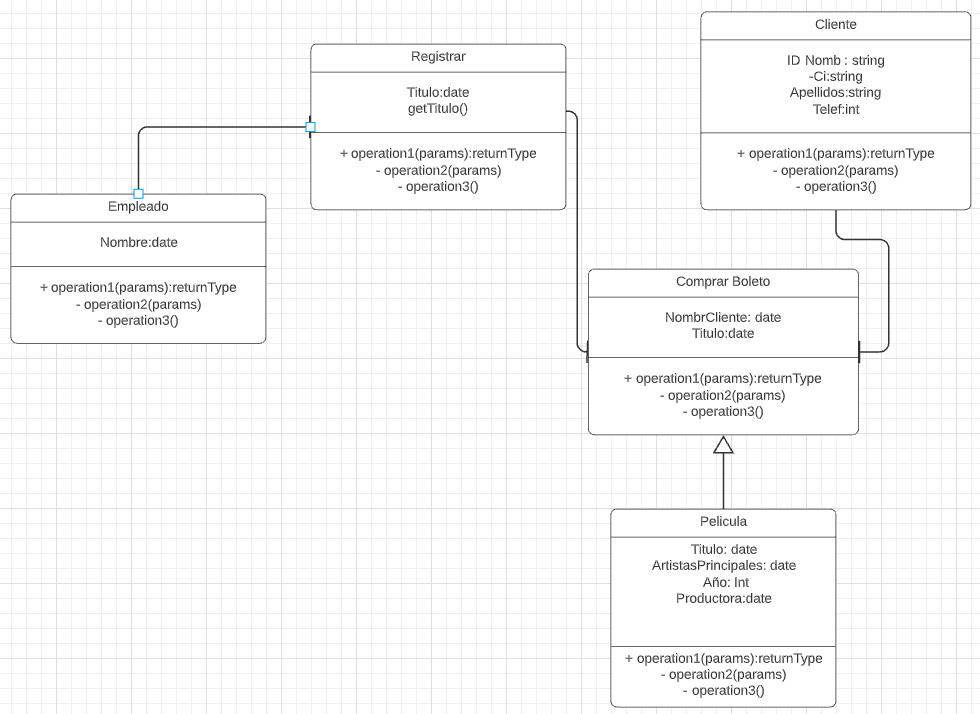 Cliente
ID Nomb : string
-Ci:string
Apellidos:string
Telef:int
+ operation1(params):returnType
- operation2(params)
- operation3()
Registrar
Titulo:date
getTitulo()
+ operation1(params):returnType
- operation2(params)
- operation3()
Empleado
Nombre:date
+ operation1(params):returnType
- operation2(params)
- operation3()
Comprar Boleto
NombrCliente: date
Titulo:date
+ operation1(params):returnType
- operation2(params)
- operation3()
Pelicula
Titulo: date
ArtistasPrincipales: date
Año: Int
Productora:date
+ operation1(params):returnType
- operation2(params)
- operation3()